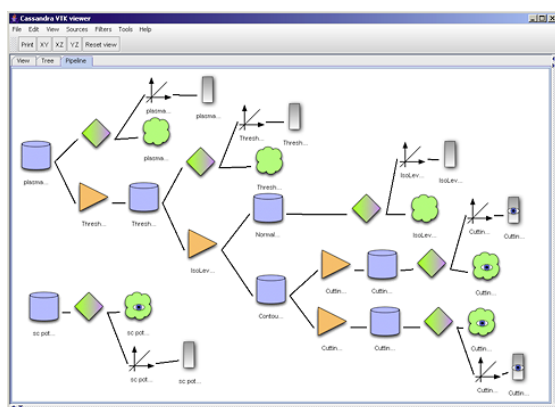 Cassandra VTK viewer
File Edit View Sources Filters Tools Help
Print XY XZ YZ Reset view
View Tree Pipeline
plasma...
plasma...
Thresh...
Thresh...
plasma...
Thresh...
IsoLev...
plasma...
Thresh...
Thresh...
IsoLev...
Normal...
IsoLev...
Cuttin...
Cuttin...
Cuttin...
Cuttin...
Cuttin...
sc pot...
sc pot...
Contou...
Cuttin...
Cuttin...
Cuttin...
sc pot...
sc pot...
Cuttin...
Cuttin...